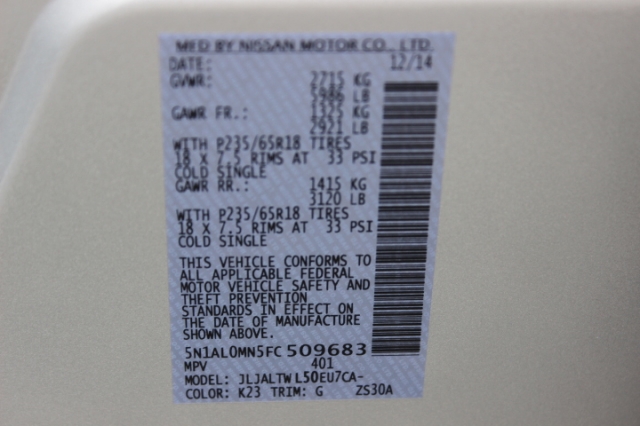 MFD BY NISSAN MOTOR CO., LTD.
DATE: 12/14
GVWR: 2715 KG
5986 LB
GAWR FR.: 1325 KG
2921 LB
WITH P235/65R18 TIRES
18 X 7.5 RIMS AT 33 PSI
COLD SINGLE
GAWR RR.: 1415 KG
3120 LB
WITH P235/65R18 TIRES
18 X 7.5 RIMS AT 33 PSI
COLD SINGLE
THIS VEHICLE CONFORMS TO
ALL APPLICABLE FEDERAL
MOTOR VEHICLE SAFETY AND
THEFT PREVENTION
STANDARDS IN EFFECT ON
THE DATE OF MANUFACTURE
SHOWN ABOVE.
5N1AL0MN5FC509683
MPV 401
MODEL: JLJALTWL50EU7CA-
COLOR: K23 TRIM: G ZS30A